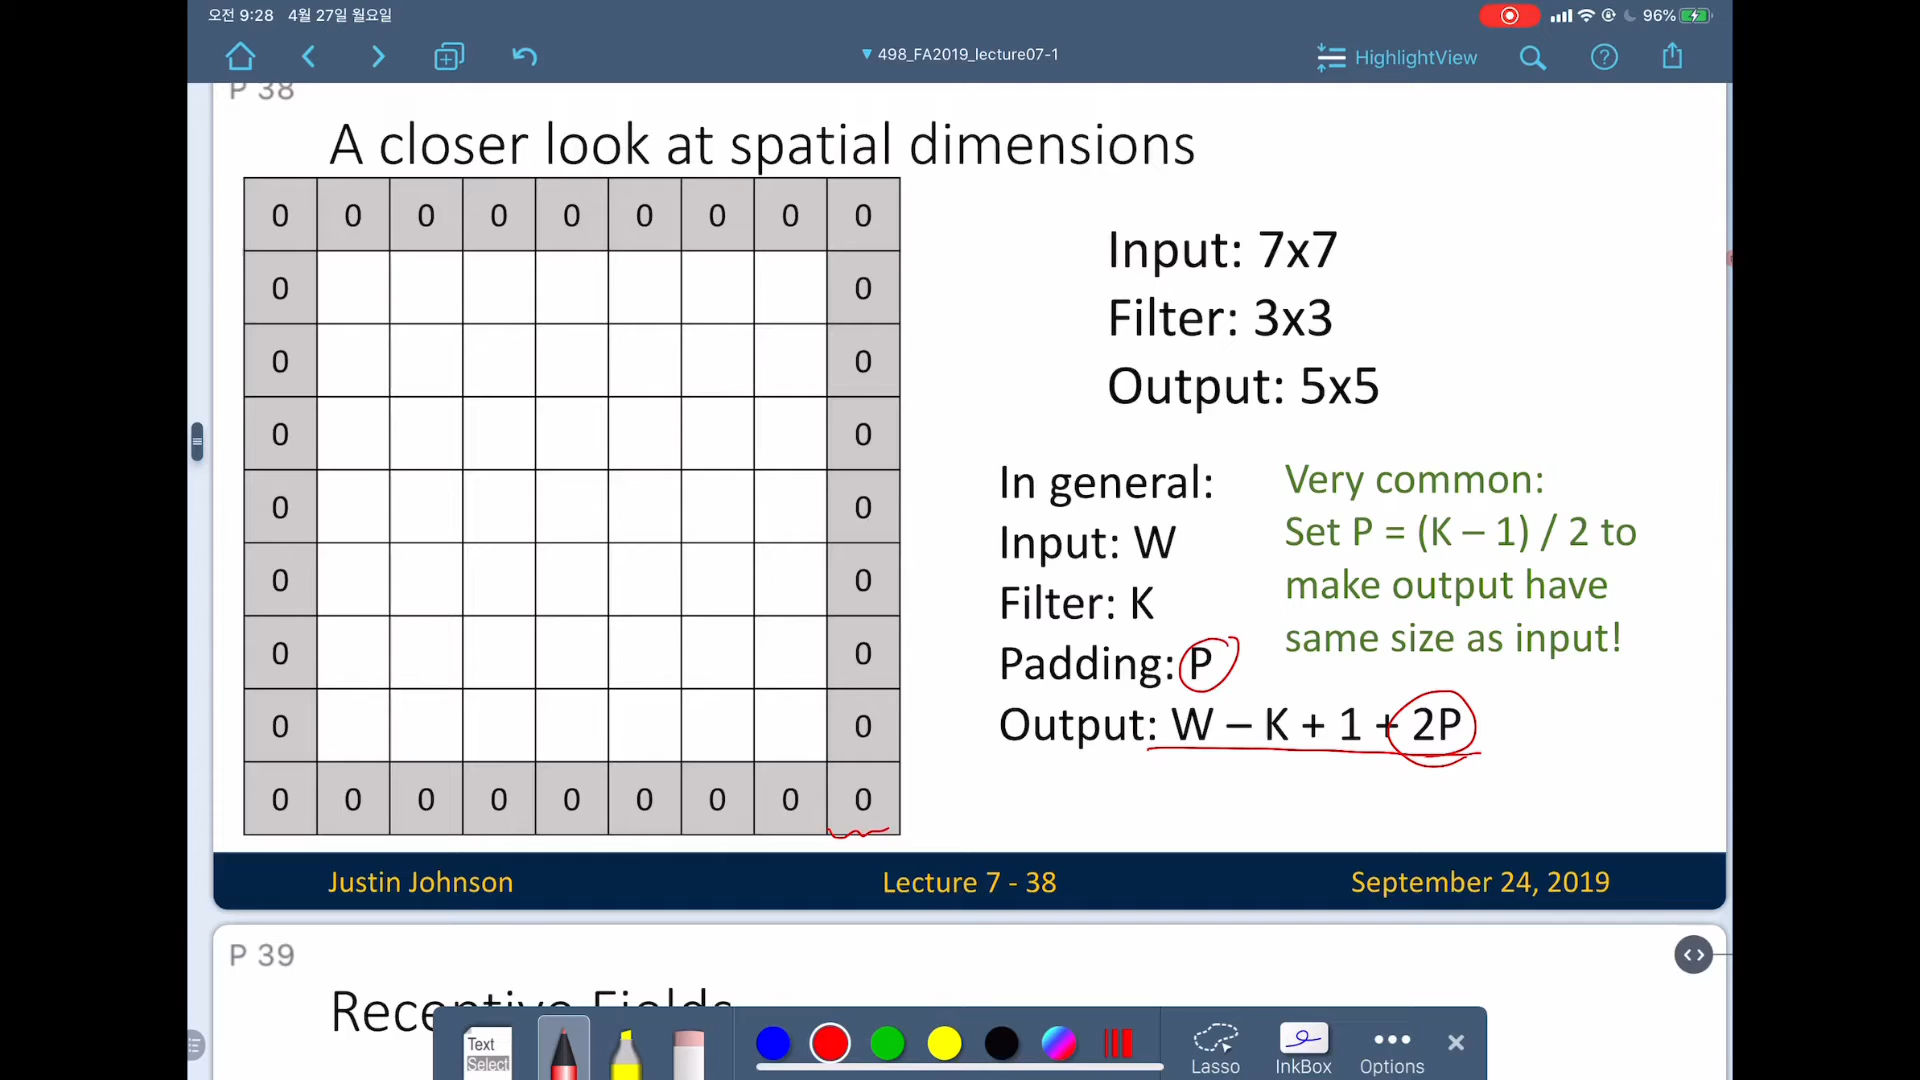 오전 9:28 4월 27일 월요일
96%
▼ 498_FA2019_lecture07-1
HighlightView
P 38
A closer look at spatial dimensions
0 0 0 0 0 0 0 0 0
0 0
0 0
0 0
0 0
0 0
0 0
0 0
0 0 0 0 0 0 0 0 0
Input: 7x7
Filter: 3x3
Output: 5x5
In general:
Input: W
Filter: K
Padding: P
Output: W – K + 1 + 2P
Very common:
Set P = (K – 1) / 2 to
make output have
same size as input!
Justin Johnson
Lecture 7 - 38
September 24, 2019
P 39
Receptive Fields
Text
Select
Lasso
InkBox
Options